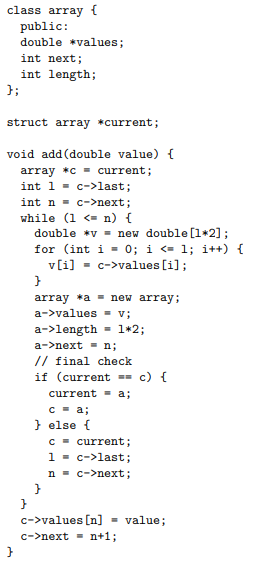 class array {
  public:
  double *values;
  int next;
  int length;
};

struct array *current;

void add(double value) {
  array *c = current;
  int l = c->last;
  int n = c->next;
  while (l <= n) {
    double *v = new double[l*2];
    for (int i = 0; i <= l; i++) {
      v[i] = c->values[i];
    }
    array *a = new array;
    a->values = v;
    a->length = l*2;
    a->next = n;
    // final check
    if (current == c) {
      current = a;
      c = a;
    } else {
      c = current;
      l = c->last;
      n = c->next;
    }
  }
  c->values[n] = value;
  c->next = n+1;
}